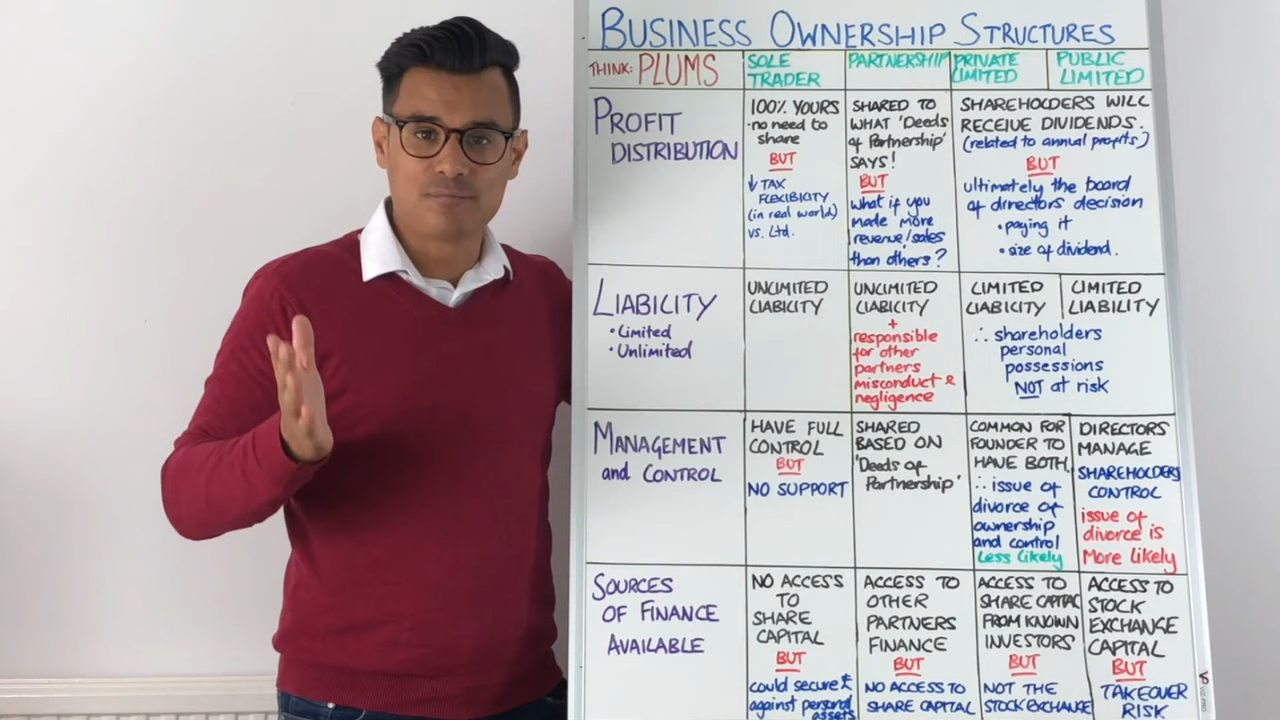 BUSINESS OWNERSHIP STRUCTURES
THINK: PLUMS
SOLE
TRADER
PARTNERSHIP
PRIVATE
LIMITED
PUBLIC
LIMITED
PROFIT
DISTRIBUTION
100% YOURS
·no need to
share
BUT
↓ TAX
FLEXIBILITY
(in real world)
vs. Ltd.
SHARED TO
WHAT 'Deeds
of Partnership'
SAYS!
BUT
what if you
made more
revenue/sales
than others?
SHAREHOLDERS WILL
RECEIVE DIVIDENDS.
(related to annual profits)
BUT
ultimately the board
of directors decision
• paying it
• size of dividend.
LIABILITY
• Limited
• Unlimited
UNLIMITED
LIABILITY
UNLIMITED
LIABILITY
+
responsible
for other
partners
misconduct &
negligence
LIMITED
LIABILITY
LIMITED
LIABILITY
∴ shareholders
personal
possessions
NOT at risk
MANAGEMENT
and CONTROL
HAVE FULL
CONTROL
BUT
NO SUPPORT
SHARED
BASED ON
'Deeds of
Partnership'
COMMON FOR
FOUNDER TO
HAVE BOTH,
∴ issue of
divorce of
ownership
and control
Less likely
DIRECTORS
MANAGE
SHAREHOLDERS
CONTROL
issue of
divorce is
More likely
SOURCES
OF FINANCE
AVAILABLE
NO ACCESS
TO
SHARE
CAPITAL
BUT
could secure £
against personal
assets
ACCESS TO
OTHER
PARTNERS
FINANCE
BUT
NO ACCESS TO
SHARE CAPITAL
ACCESS TO
SHARE CAPITAL
FROM KNOWN
INVESTORS
BUT
NOT THE
STOCK EXCHANGE
ACCESS TO
STOCK
EXCHANGE
CAPITAL
BUT
TAKEOVER
RISK